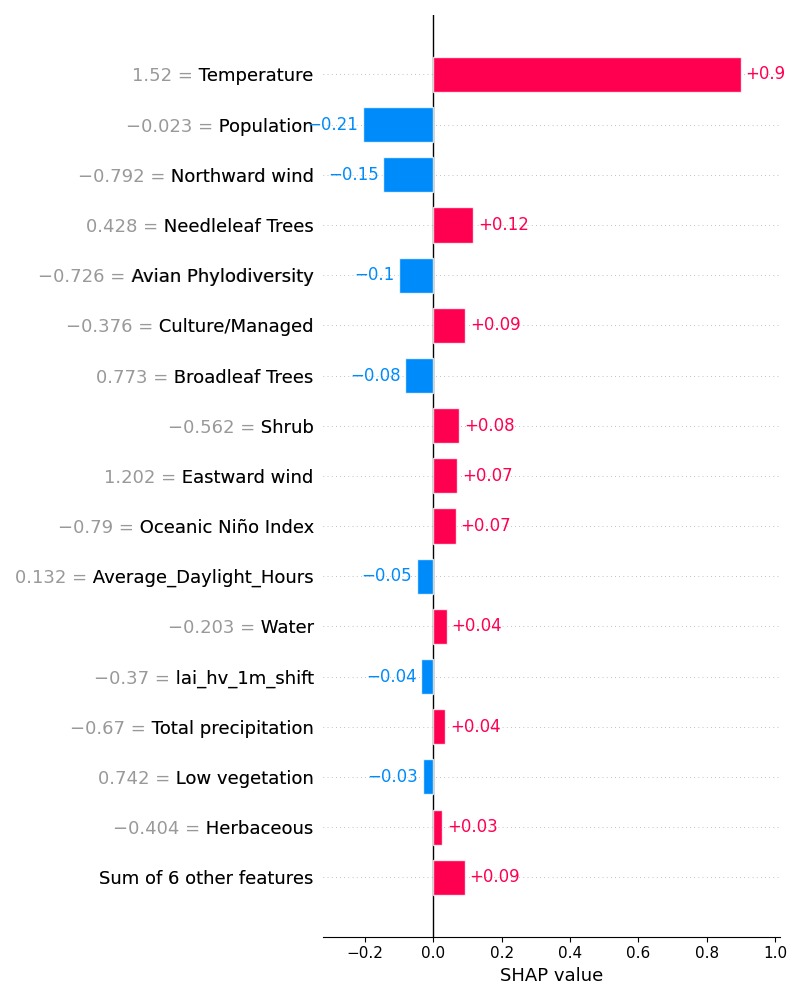 1.52 = Temperature +0.9
−0.023 = Population −0.21
−0.792 = Northward wind −0.15
0.428 = Needleleaf Trees +0.12
−0.726 = Avian Phylodiversity −0.1
−0.376 = Culture/Managed +0.09
0.773 = Broadleaf Trees −0.08
−0.562 = Shrub +0.08
1.202 = Eastward wind +0.07
−0.79 = Oceanic Niño Index +0.07
0.132 = Average_Daylight_Hours −0.05
−0.203 = Water +0.04
−0.37 = lai_hv_1m_shift −0.04
−0.67 = Total precipitation +0.04
0.742 = Low vegetation −0.03
−0.404 = Herbaceous +0.03
Sum of 6 other features +0.09
−0.2 0.0 0.2 0.4 0.6 0.8 1.0
SHAP value